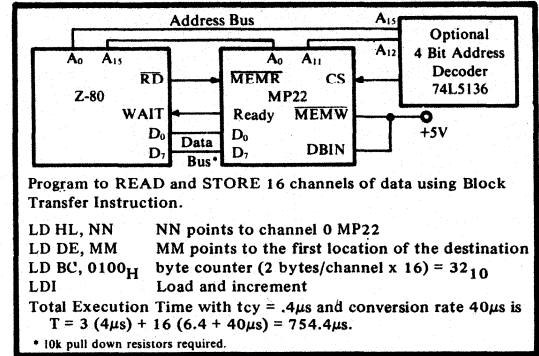 Address Bus
A15
A0 A15
A0 A11
A12
Optional
4 Bit Address
Decoder
74L5136
RD
MEMR
CS
Z-80
MP22
WAIT
Ready
MEMW
D0
Data
D0
+5V
D7
Bus*
D7
DBIN
Program to READ and STORE 16 channels of data using Block
Transfer Instruction.
LD HL, NN NN points to channel 0 MP22
LD DE, MM MM points to the first location of the destination
LD BC, 0100H byte counter (2 bytes/channel x 16) = 3210
LDI Load and increment
Total Execution Time with tcy = .4μs and conversion rate 40μs is
T = 3 (4μs) + 16 (6.4 + 40μs) = 754.4μs.
* 10k pull down resistors required.